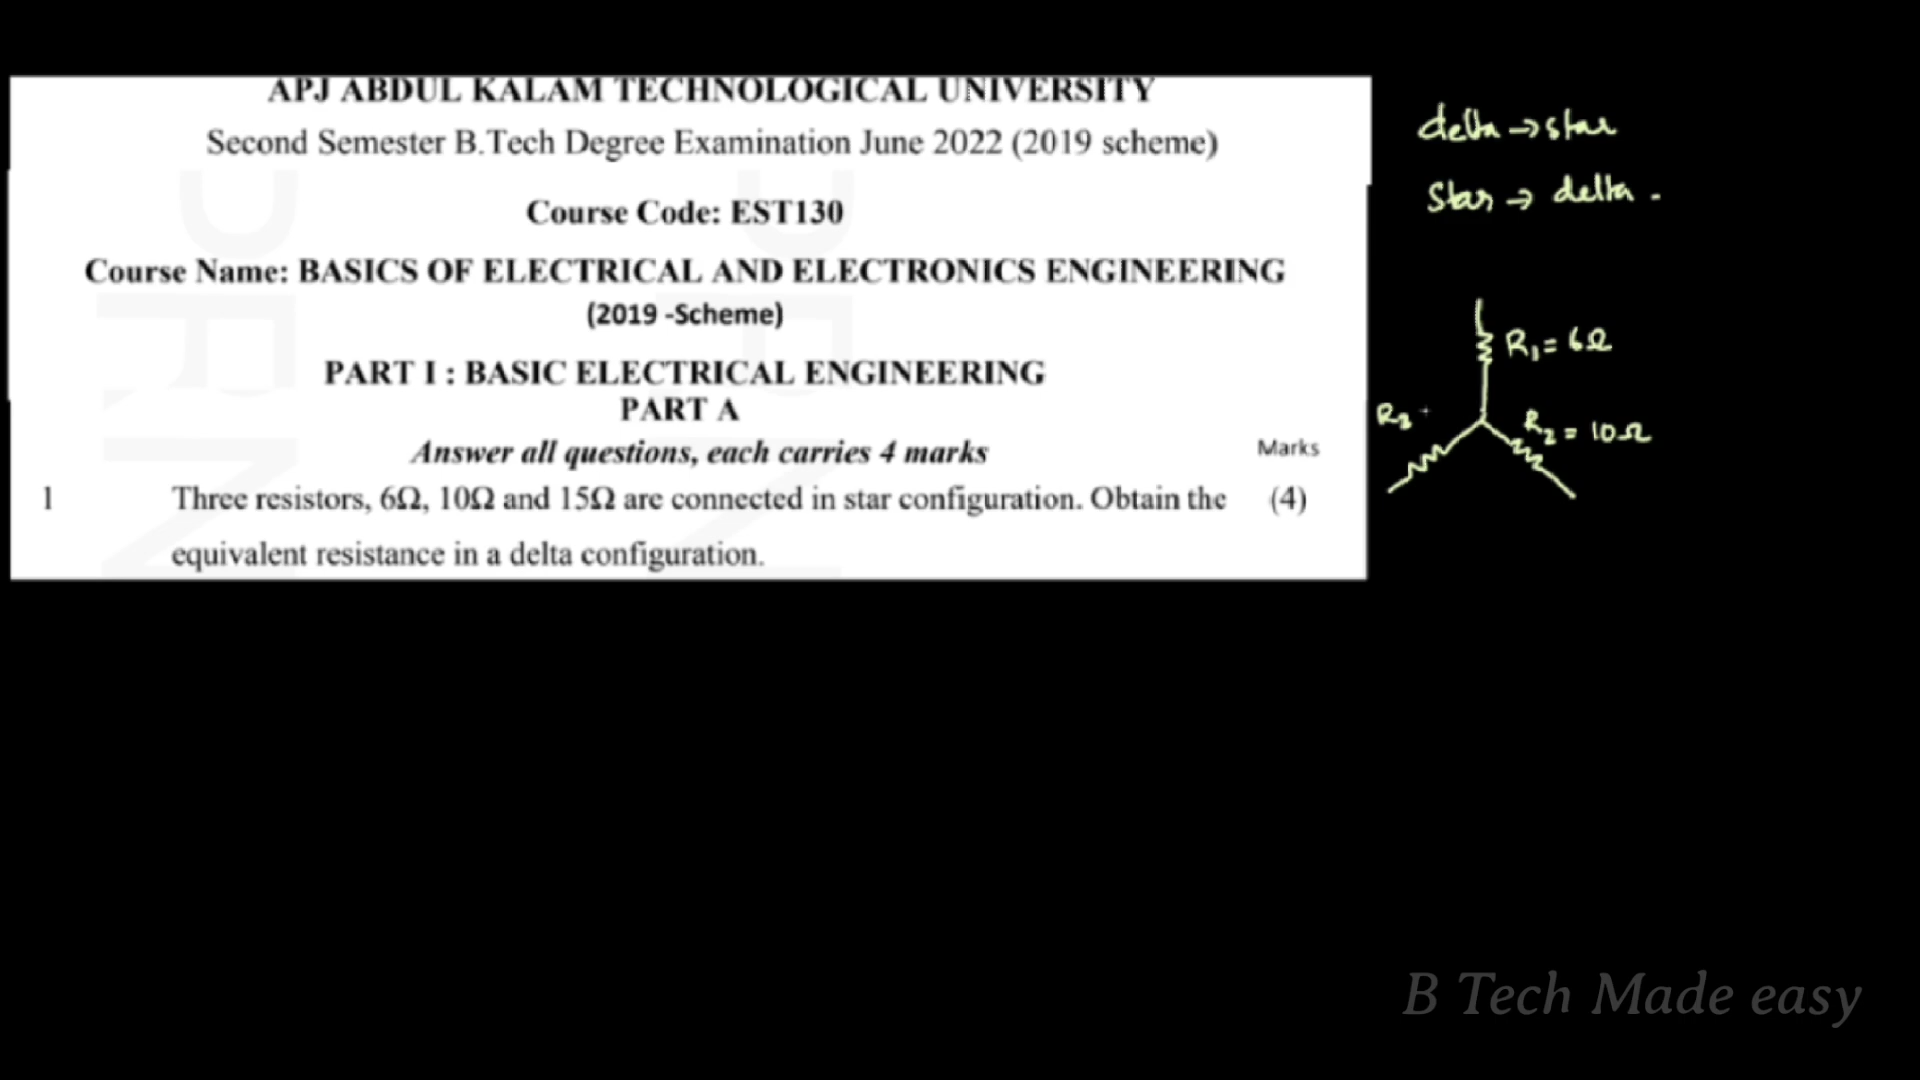 APJ ABDUL KALAM TECHNOLOGICAL UNIVERSITY
Second Semester B.Tech Degree Examination June 2022 (2019 scheme)
Course Code: EST130
Course Name: BASICS OF ELECTRICAL AND ELECTRONICS ENGINEERING
(2019 -Scheme)
PART I : BASIC ELECTRICAL ENGINEERING
PART A
Answer all questions, each carries 4 marks Marks
1 Three resistors, 6Ω, 10Ω and 15Ω are connected in star configuration. Obtain the (4)
equivalent resistance in a delta configuration.
delta → star
Star → delta .
R₁ = 6Ω
R₃
R₂ = 10Ω
B Tech Made easy